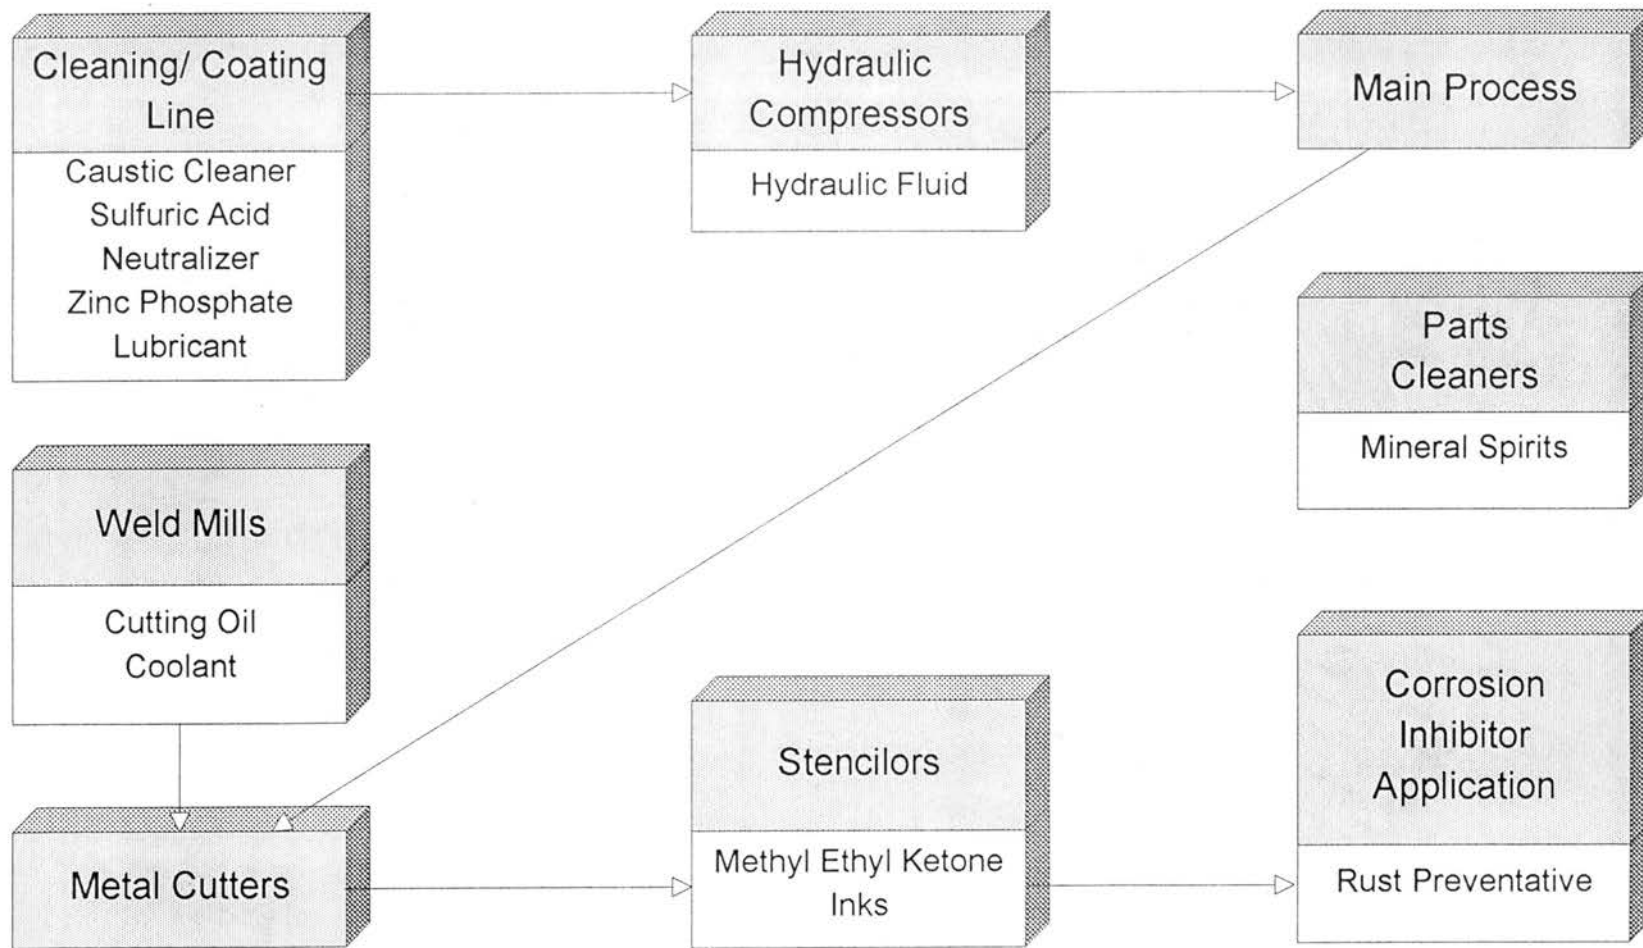 Cleaning/ Coating
Line
Caustic Cleaner
Sulfuric Acid
Neutralizer
Zinc Phosphate
Lubricant
Hydraulic
Compressors
Hydraulic Fluid
Main Process
Parts
Cleaners
Mineral Spirits
Weld Mills
Cutting Oil
Coolant
Metal Cutters
Stencilors
Methyl Ethyl Ketone
Inks
Corrosion
Inhibitor
Application
Rust Preventative